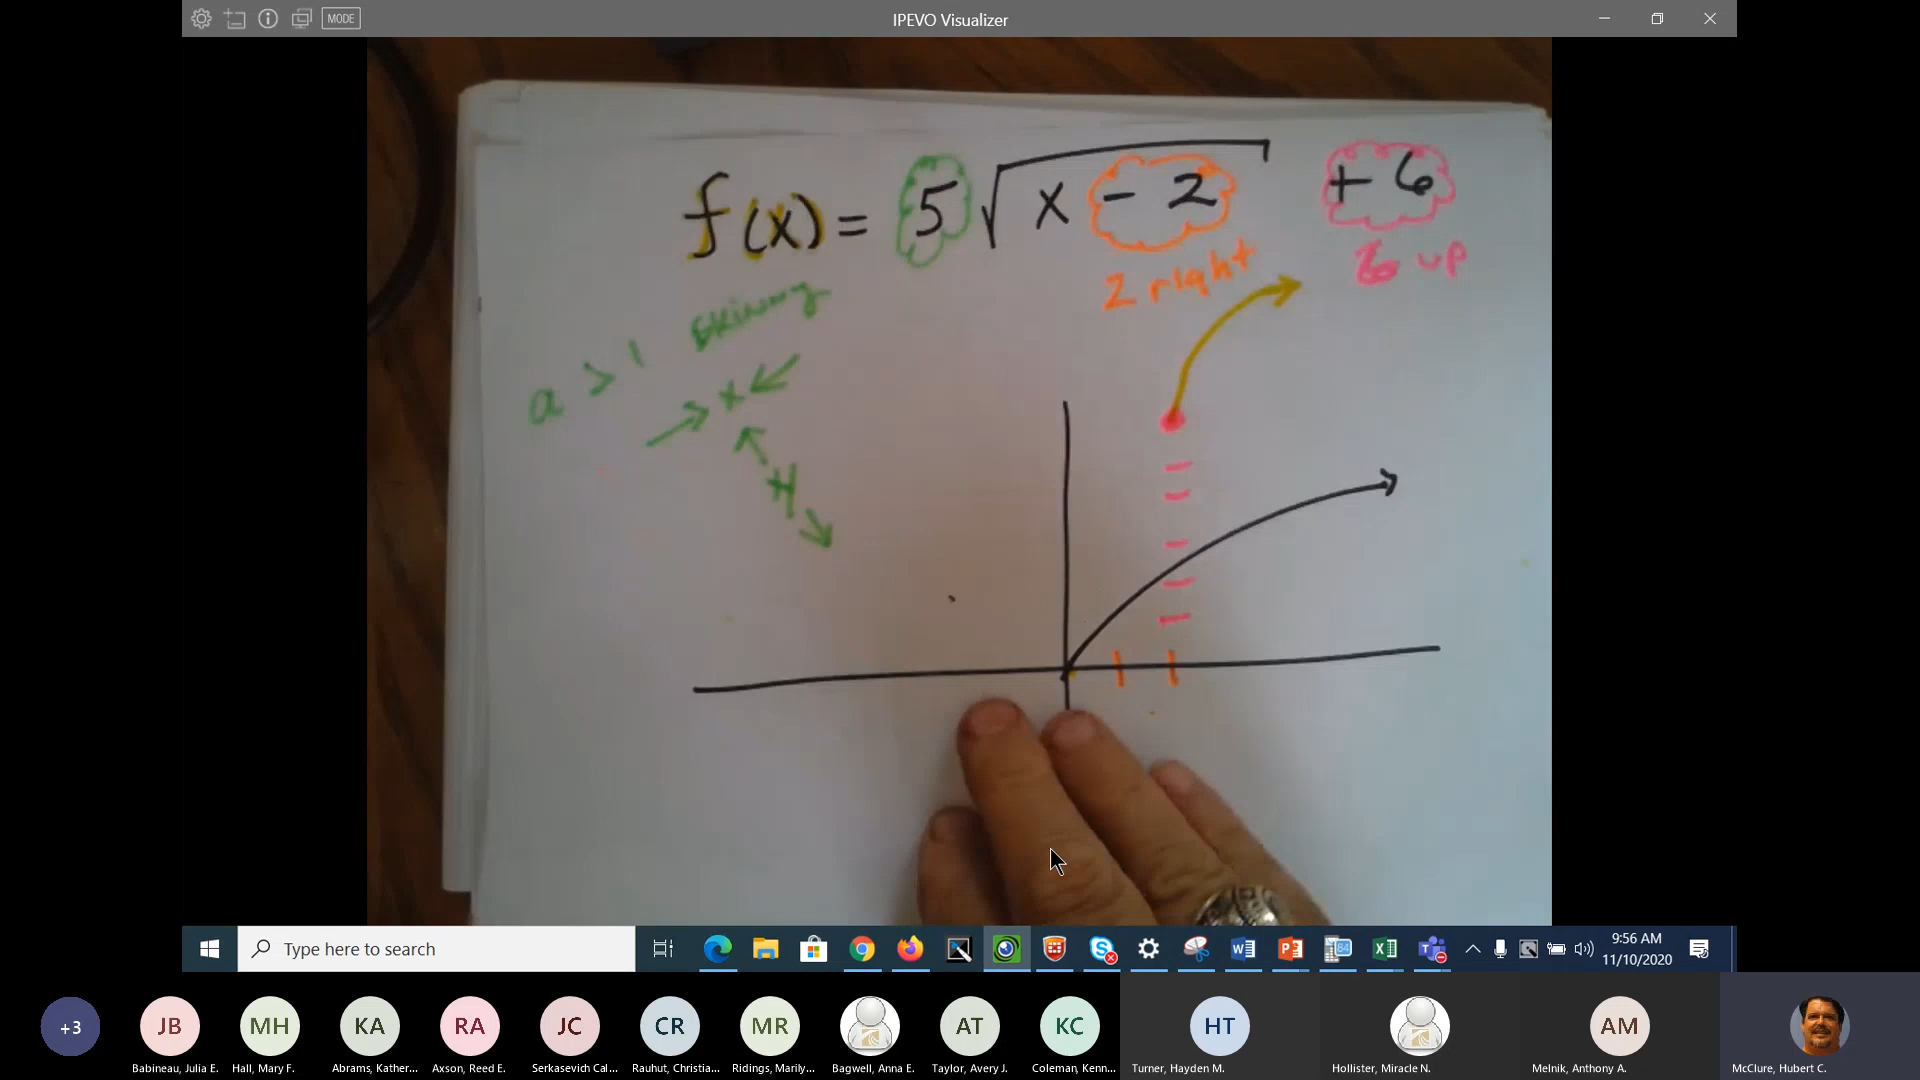 MODE
IPEVO Visualizer
f(x) = 5√x - 2 + 6
2 right
6 up
skinny
a > 1
x
H
Type here to search
84
9:56 AM
11/10/2020
+3
JB
MH
KA
RA
JC
CR
MR
AT
KC
HT
AM
Babineau, Julia E.
Hall, Mary F.
Abrams, Kather...
Axson, Reed E.
Serkasevich Cal...
Rauhut, Christia...
Ridings, Marily...
Bagwell, Anna E.
Taylor, Avery J.
Coleman, Kenn...
Turner, Hayden M.
Hollister, Miracle N.
Melnik, Anthony A.
McClure, Hubert C.